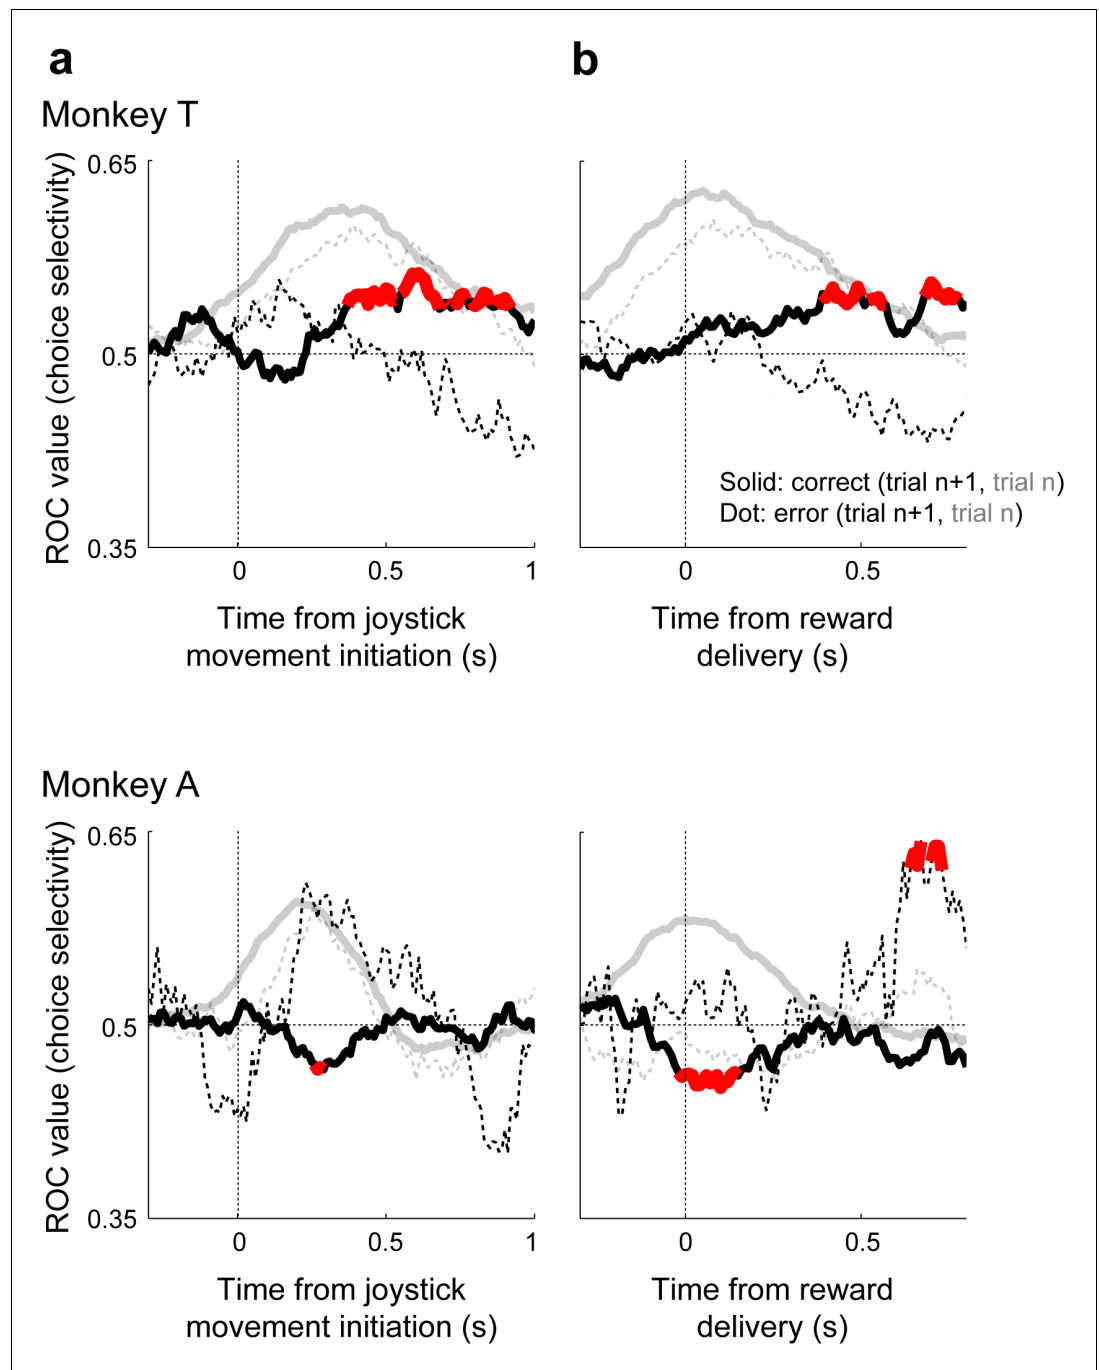 a
b
Monkey T
ROC value (choice selectivity)
0.65
0.5
0.35
0
0.5
1
Time from joystick
movement initiation (s)
Solid: correct (trial n+1, trial n)
Dot: error (trial n+1, trial n)
0
0.5
Time from reward
delivery (s)
Monkey A
ROC value (choice selectivity)
0.65
0.5
0.35
0
0.5
1
Time from joystick
movement initiation (s)
0
0.5
Time from reward
delivery (s)